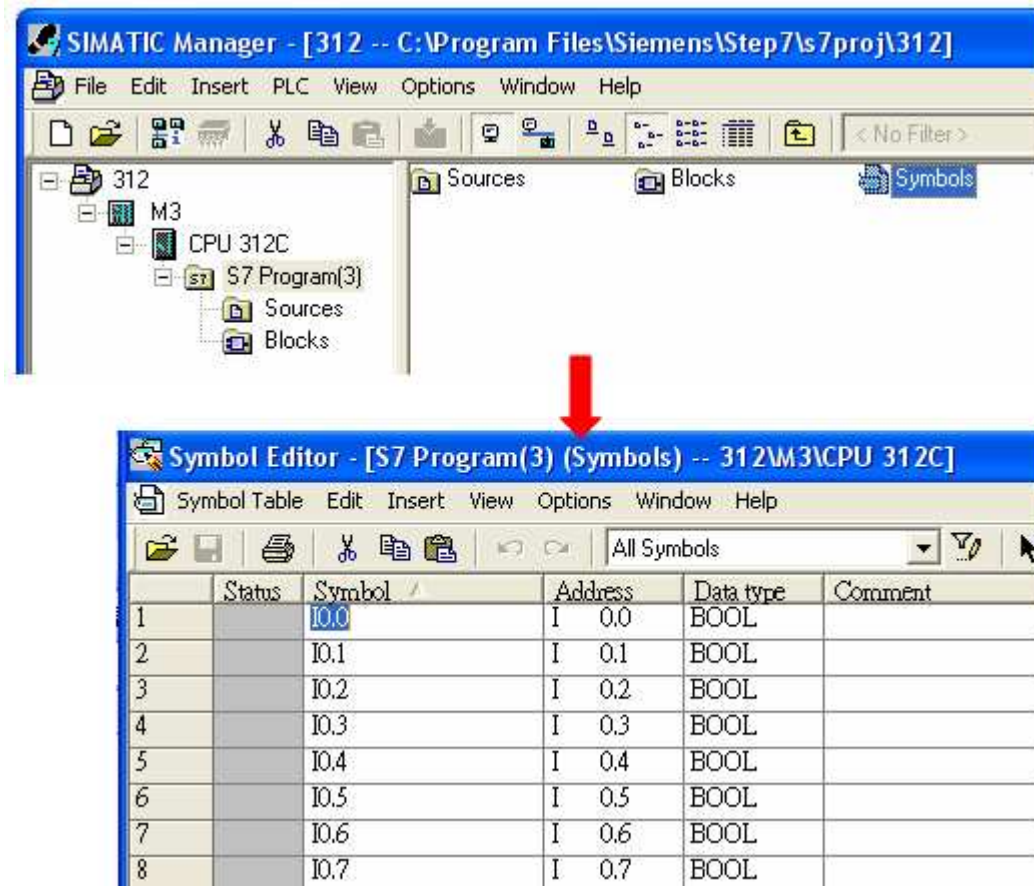 SIMATIC Manager - [312 -- C:\Program Files\Siemens\Step7\s7proj\312]
File Edit Insert PLC View Options Window Help
< No Filter >
312
M3
CPU 312C
S7 Program(3)
Sources
Blocks
Sources Blocks Symbols
Symbol Editor - [S7 Program(3) (Symbols) -- 312\M3\CPU 312C]
Symbol Table Edit Insert View Options Window Help
All Symbols
Status Symbol Address Data type Comment
1 I0.0 I 0.0 BOOL
2 I0.1 I 0.1 BOOL
3 I0.2 I 0.2 BOOL
4 I0.3 I 0.3 BOOL
5 I0.4 I 0.4 BOOL
6 I0.5 I 0.5 BOOL
7 I0.6 I 0.6 BOOL
8 I0.7 I 0.7 BOOL